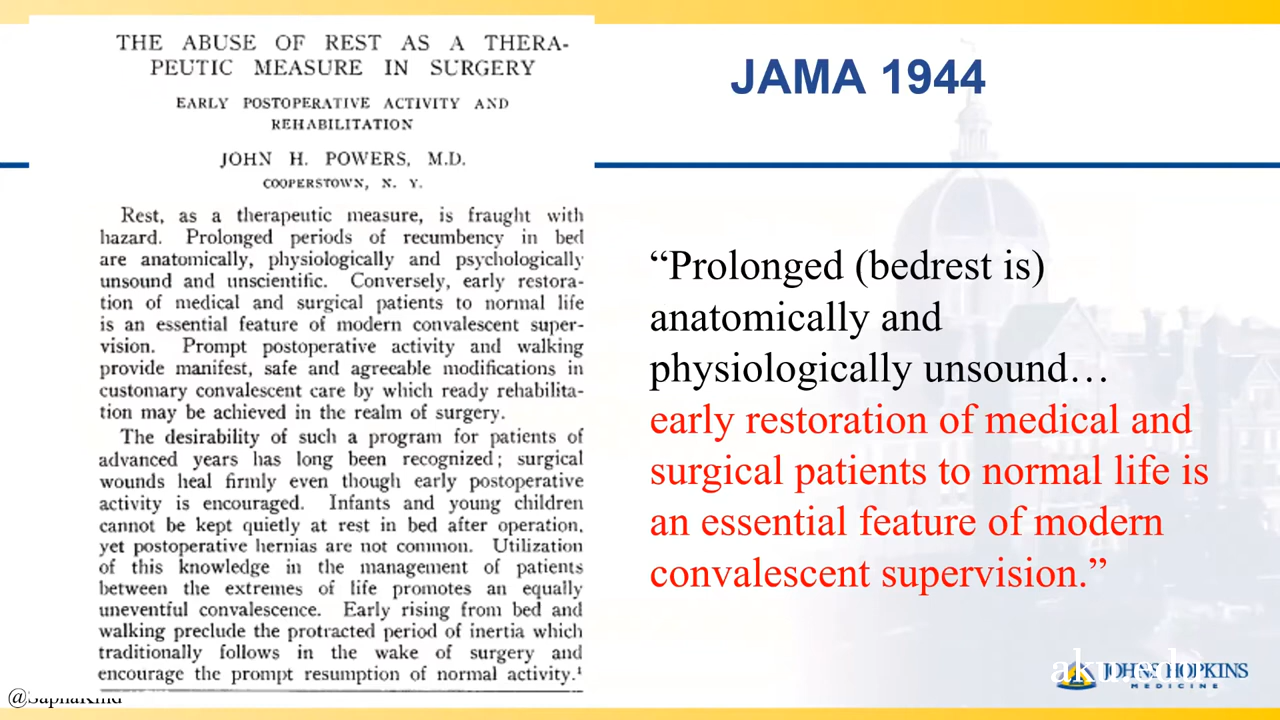 THE ABUSE OF REST AS A THERA-
PEUTIC MEASURE IN SURGERY
EARLY POSTOPERATIVE ACTIVITY AND
REHABILITATION
JOHN H. POWERS, M.D.
COOPERSTOWN, N. Y.
Rest, as a therapeutic measure, is fraught with
hazard. Prolonged periods of recumbency in bed
are anatomically, physiologically and psychologically
unsound and unscientific. Conversely, early restora-
tion of medical and surgical patients to normal life
is an essential feature of modern convalescent super-
vision. Prompt postoperative activity and walking
provide manifest, safe and agreeable modifications in
customary convalescent care by which ready rehabilita-
tion may be achieved in the realm of surgery.
The desirability of such a program for patients of
advanced years has long been recognized; surgical
wounds heal firmly even though early postoperative
activity is encouraged. Infants and young children
cannot be kept quietly at rest in bed after operation,
yet postoperative hernias are not common. Utilization
of this knowledge in the management of patients
between the extremes of life promotes an equally
uneventful convalescence. Early rising from bed and
walking preclude the protracted period of inertia which
traditionally follows in the wake of surgery and
encourage the prompt resumption of normal activity.¹
JAMA 1944
“Prolonged (bedrest is)
anatomically and
physiologically unsound…
early restoration of medical and
surgical patients to normal life is
an essential feature of modern
convalescent supervision.”
JOHNS HOPKINS
MEDICINE